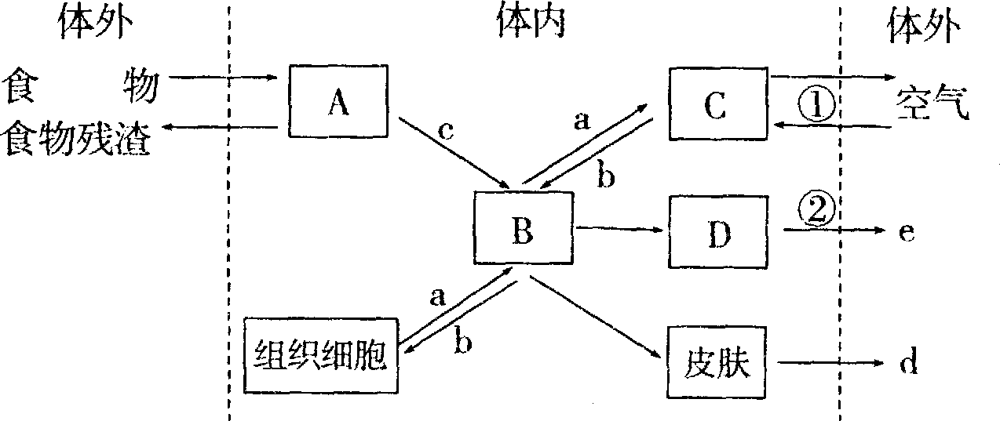 体外 体内 体外
食 物 A C ① 空气
食物残渣 c a b
B D ② e
a b
组织细胞 皮肤 d